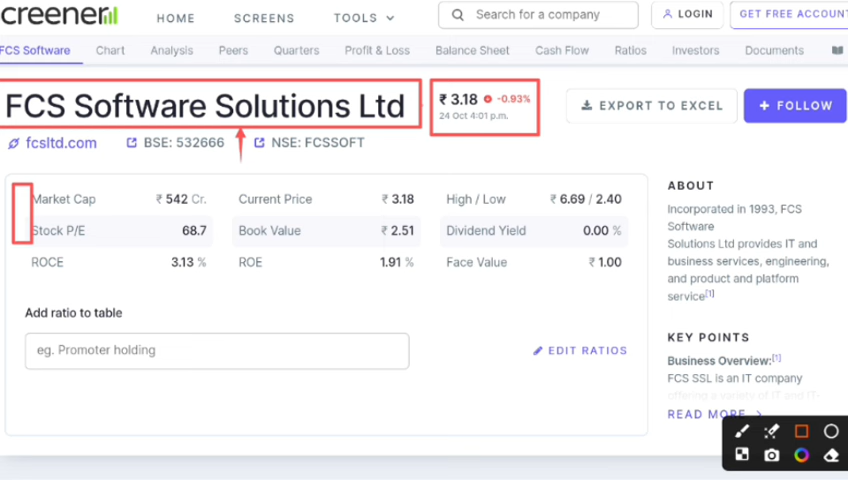 creener
HOME
SCREENS
TOOLS
Search for a company
LOGIN
GET FREE ACCOUNT
FCS Software
Chart
Analysis
Peers
Quarters
Profit & Loss
Balance Sheet
Cash Flow
Ratios
Investors
Documents
FCS Software Solutions Ltd
₹ 3.18 -0.93%
24 Oct 4:01 p.m.
EXPORT TO EXCEL
+ FOLLOW
fcsltd.com
BSE: 532666
NSE: FCSSOFT
Market Cap ₹ 542 Cr.
Current Price ₹ 3.18
High / Low ₹ 6.69 / 2.40
Stock P/E 68.7
Book Value ₹ 2.51
Dividend Yield 0.00 %
ROCE 3.13 %
ROE 1.91 %
Face Value ₹ 1.00
Add ratio to table
eg. Promoter holding
EDIT RATIOS
ABOUT
Incorporated in 1993, FCS
Software
Solutions Ltd provides IT and
business services, engineering,
and product and platform
service[1]
KEY POINTS
Business Overview:[1]
FCS SSL is an IT company
offering a variety of IT and IT-
READ MORE